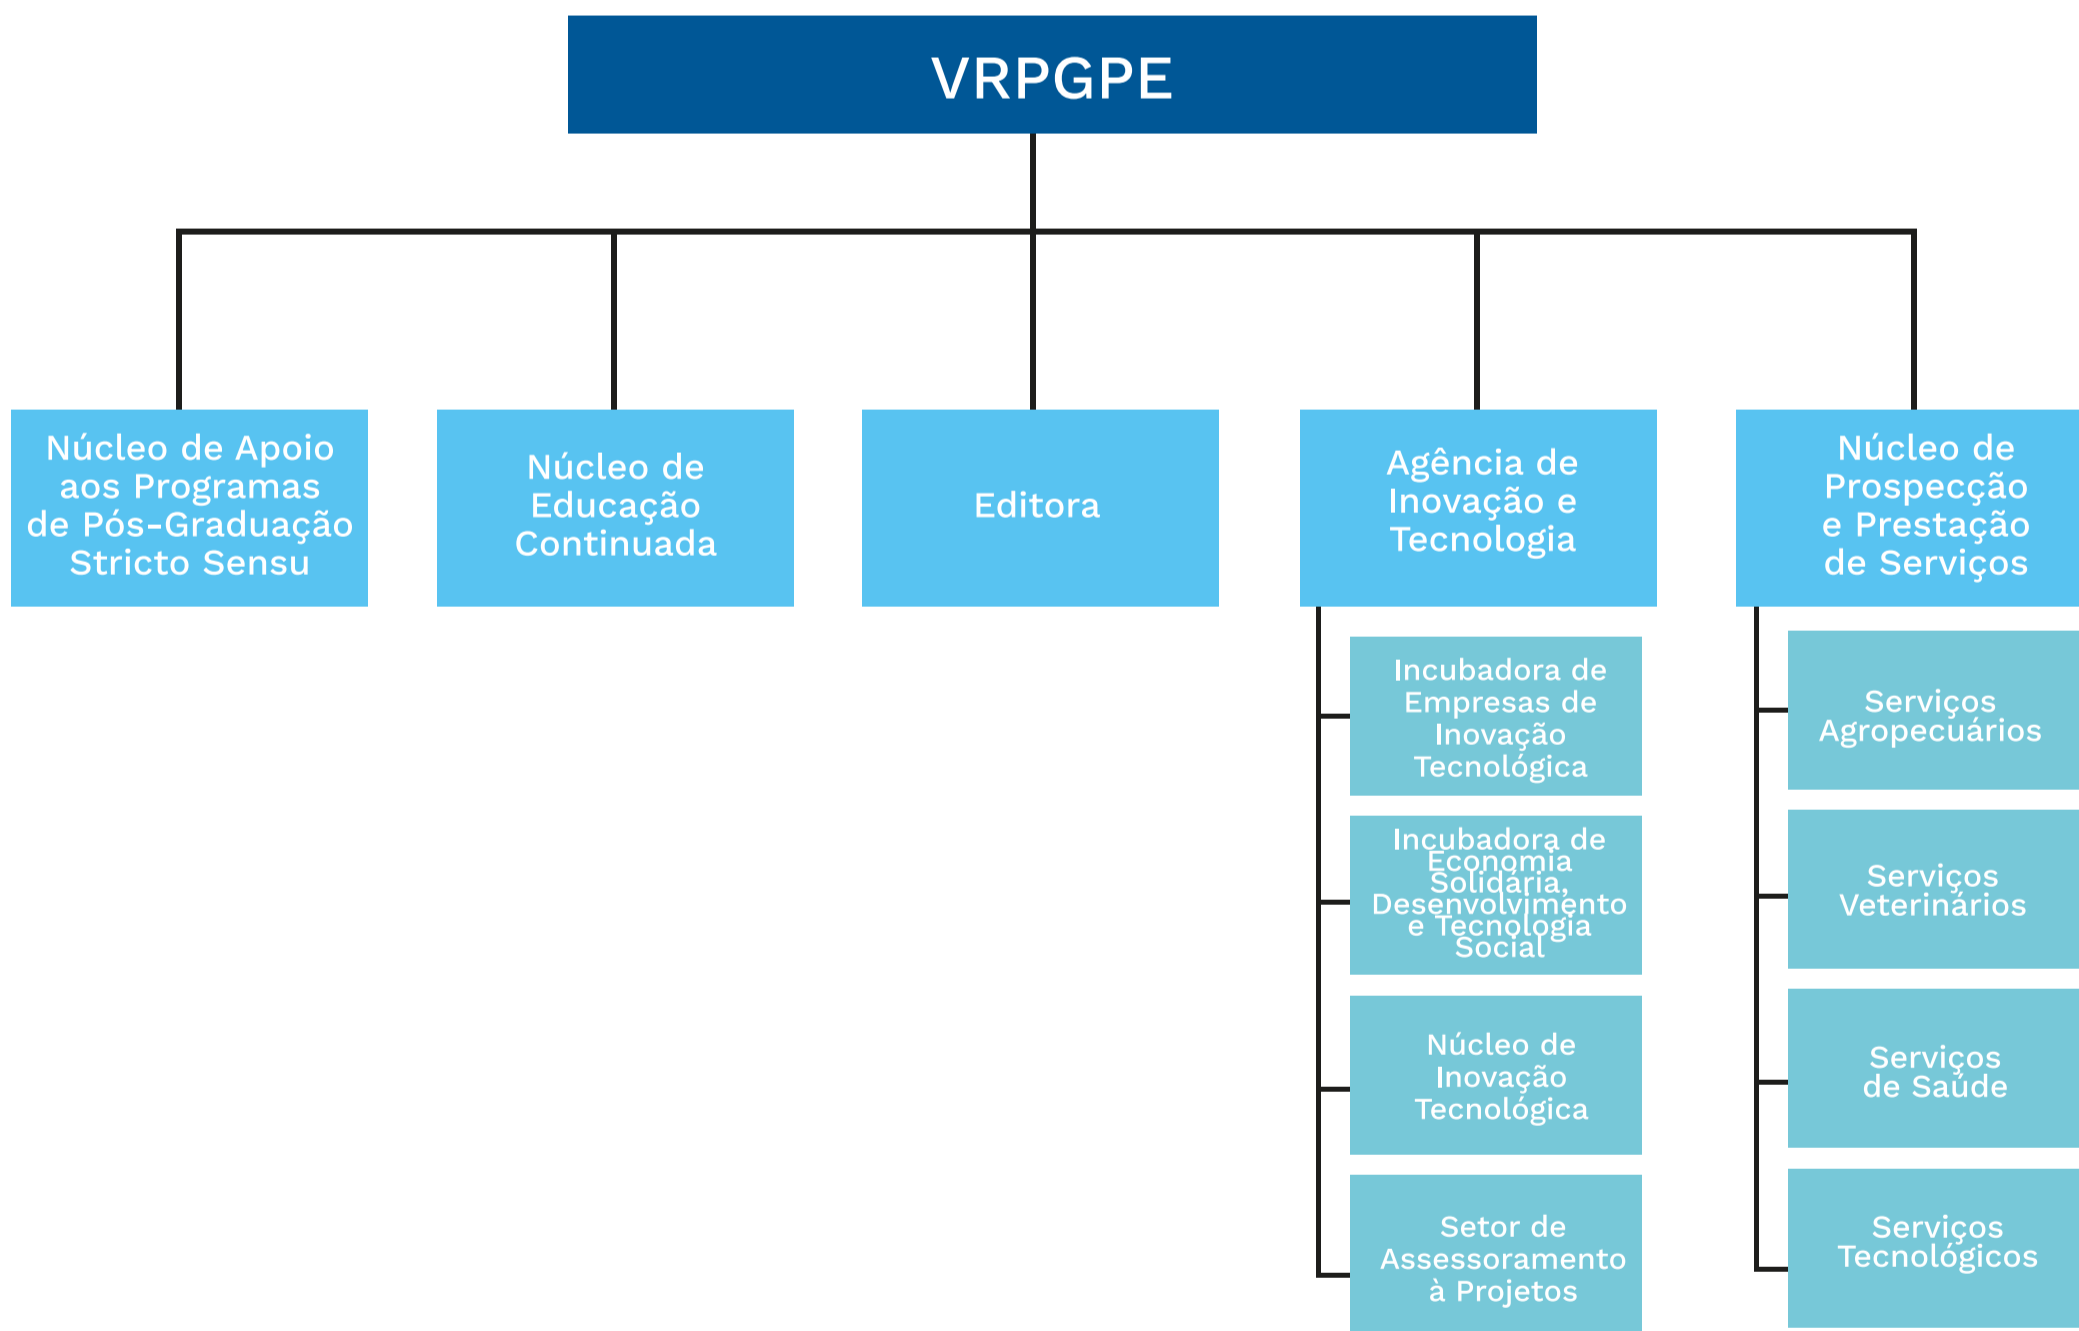 VRPGPE
Núcleo de Apoio
aos Programas
de Pós-Graduação
Stricto Sensu
Núcleo de
Educação
Continuada
Editora
Agência de
Inovação e
Tecnologia
Núcleo de
Prospecção
e Prestação
de Serviços
Incubadora de
Empresas de
Inovação
Tecnológica
Incubadora de
Economia
Solidária,
Desenvolvimento
e Tecnologia
Social
Núcleo de
Inovação
Tecnológica
Setor de
Assessoramento
à Projetos
Serviços
Agropecuários
Serviços
Veterinários
Serviços
de Saúde
Serviços
Tecnológicos